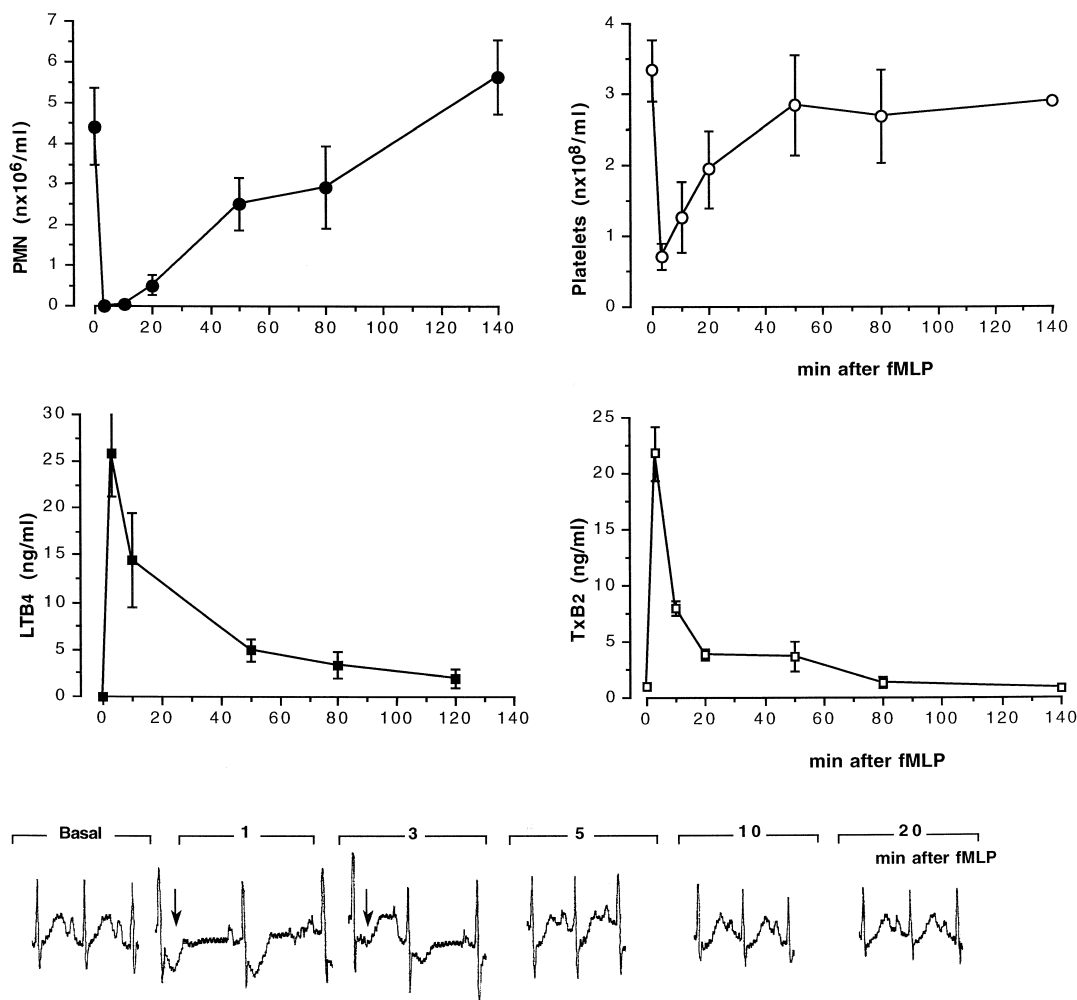 PMN (nx10⁶/ml)
7
6
5
4
3
2
1
0
0 20 40 60 80 100 120 140
Platelets (nx10⁸/ml)
4
3
2
1
0
0 20 40 60 80 100 120 140
min after fMLP
LTB4 (ng/ml)
30
25
20
15
10
5
0
0 20 40 60 80 100 120 140
TxB2 (ng/ml)
25
20
15
10
5
0
0 20 40 60 80 100 120 140
min after fMLP
Basal 1 3 5 10 20
min after fMLP